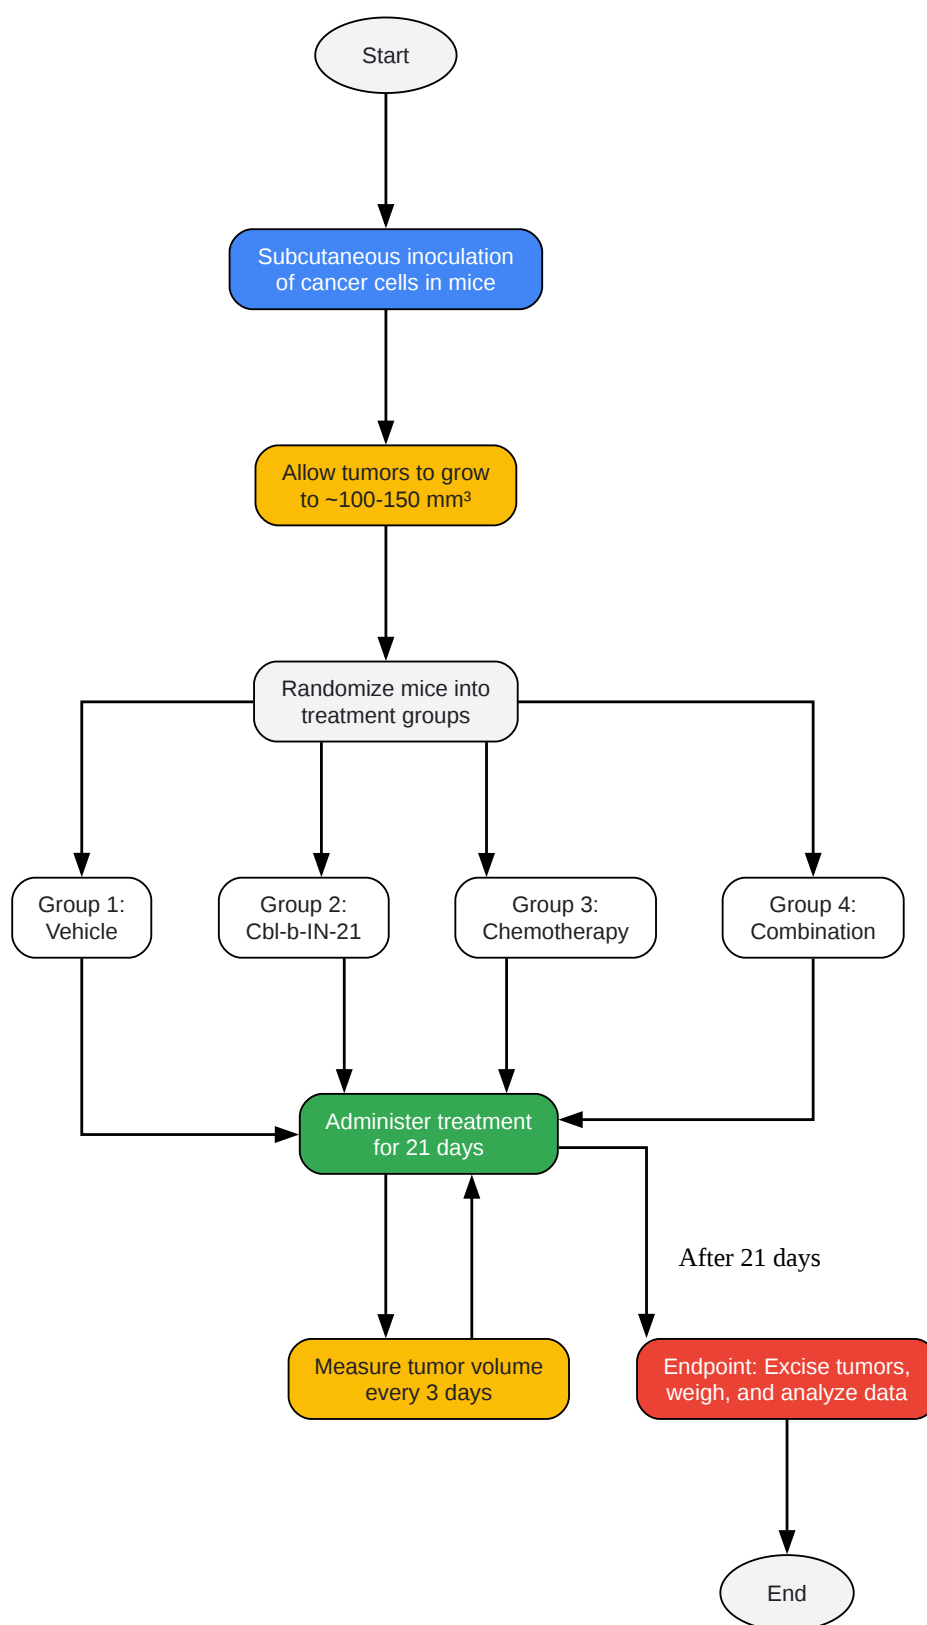 Start
Subcutaneous inoculation
of cancer cells in mice
Allow tumors to grow
to ~100-150 mm³
Randomize mice into
treatment groups
Group 1:
Vehicle
Group 2:
Cbl-b-IN-21
Group 3:
Chemotherapy
Group 4:
Combination
Administer treatment
for 21 days
After 21 days
Measure tumor volume
every 3 days
Endpoint: Excise tumors,
weigh, and analyze data
End